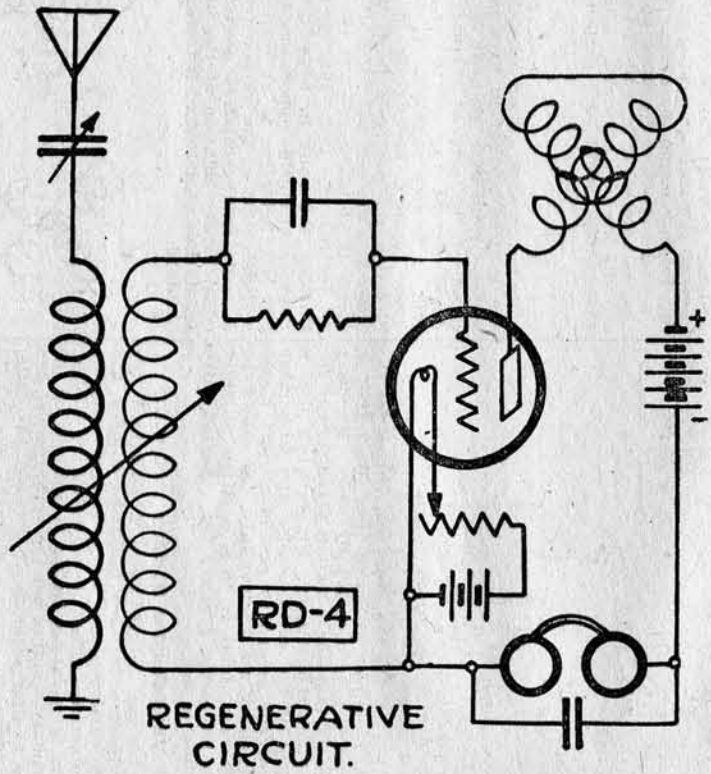 +
-
RD-4
REGENERATIVE
CIRCUIT.